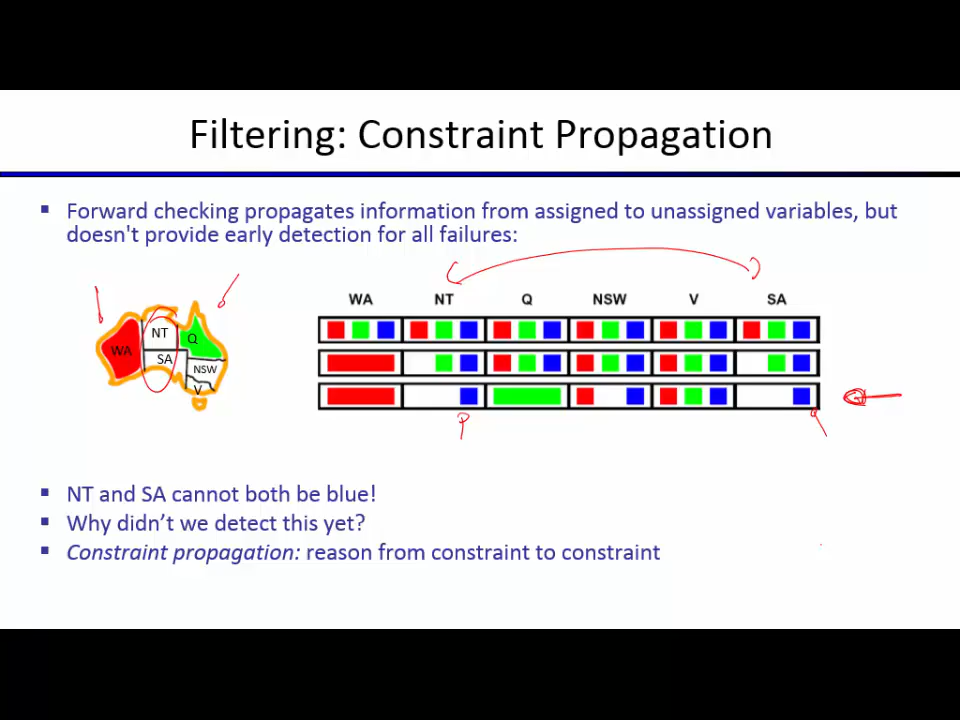 Filtering: Constraint Propagation
Forward checking propagates information from assigned to unassigned variables, but
doesn't provide early detection for all failures:
WA NT Q NSW V SA
NT
Q
WA
SA
NSW
V
NT and SA cannot both be blue!
Why didn’t we detect this yet?
Constraint propagation: reason from constraint to constraint